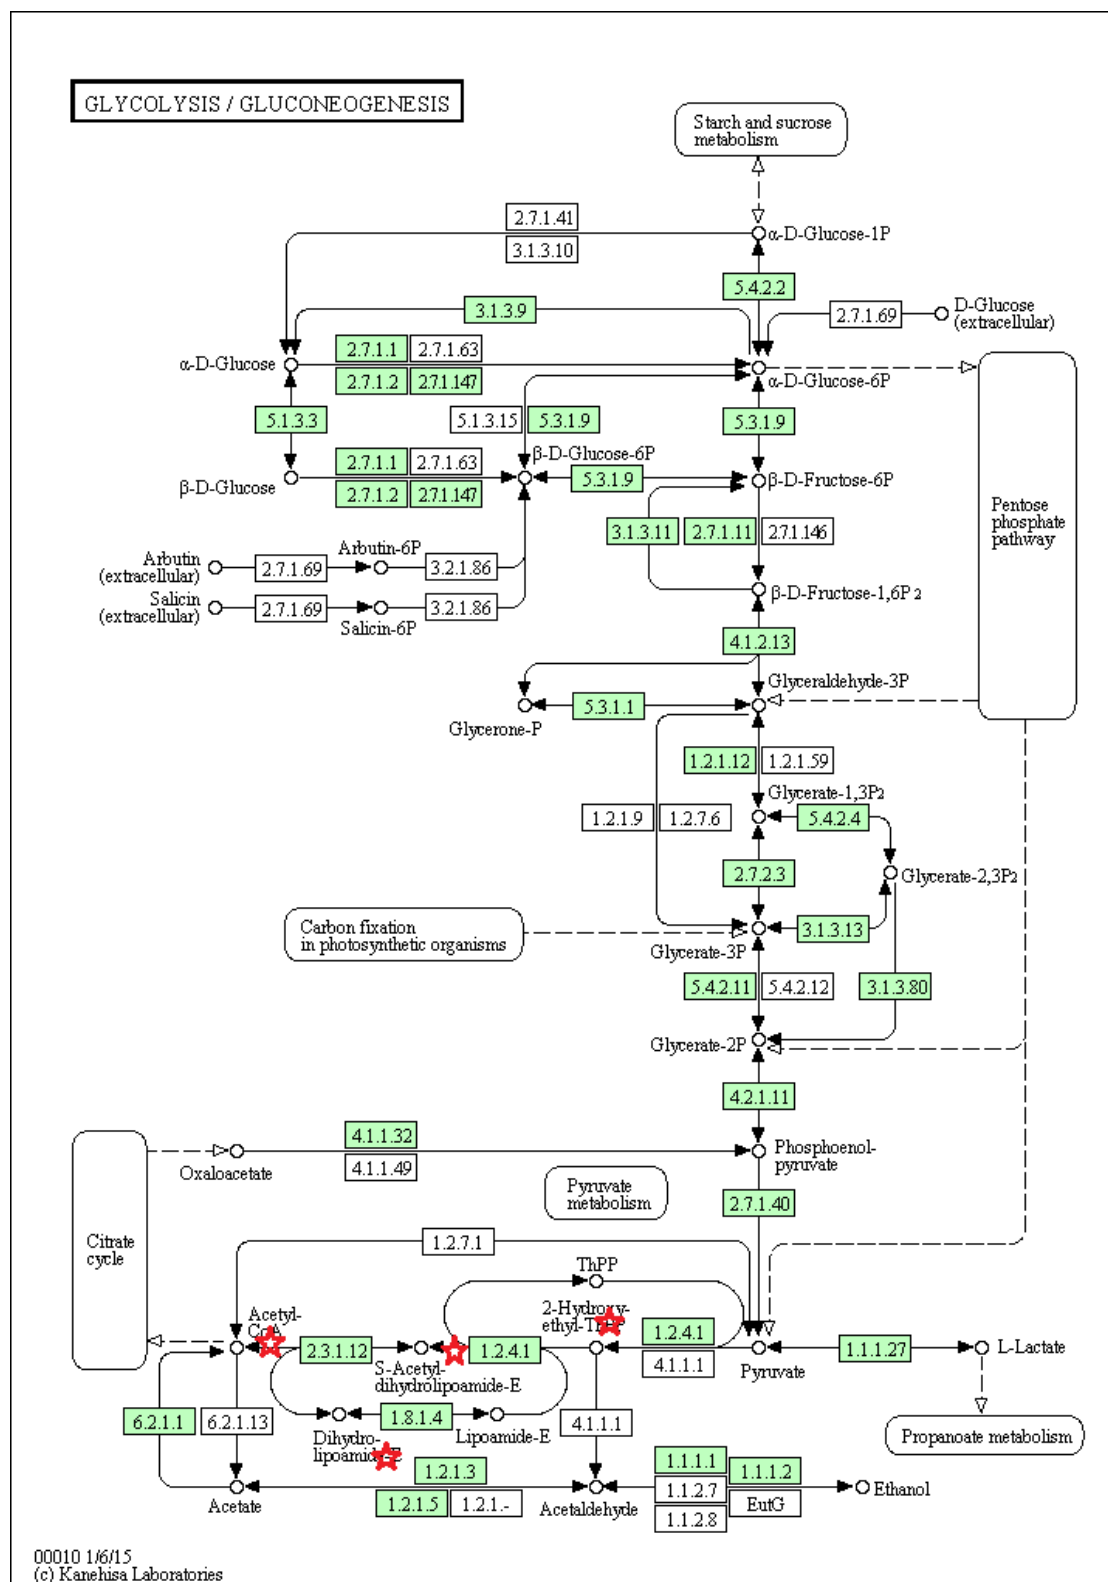 GLYCOLYSIS / GLUCONEOGENESIS
Starch and sucrose
metabolism
2.7.1.41
3.1.3.10
α-D-Glucose-1P
5.4.2.2
3.1.3.9
2.7.1.69
D-Glucose
(extracellular)
α-D-Glucose
2.7.1.1
2.7.1.63
2.7.1.2
2.7.1.147
α-D-Glucose-6P
5.1.3.3
5.1.3.15
5.3.1.9
5.3.1.9
β-D-Glucose
2.7.1.1
2.7.1.63
2.7.1.2
2.7.1.147
β-D-Glucose-6P
5.3.1.9
β-D-Fructose-6P
Pentose
phosphate
pathway
3.1.3.11
2.7.1.11
2.7.1.146
Arbutin
(extracellular)
2.7.1.69
Arbutin-6P
3.2.1.86
β-D-Fructose-1,6P2
Salicin
(extracellular)
2.7.1.69
Salicin-6P
3.2.1.86
4.1.2.13
Glyceraldehyde-3P
Glycerone-P
5.3.1.1
1.2.1.12
1.2.1.59
Glycerate-1,3P2
1.2.1.9
1.2.7.6
5.4.2.4
2.7.2.3
Glycerate-2,3P2
Carbon fixation
in photosynthetic organisms
Glycerate-3P
3.1.3.13
5.4.2.11
5.4.2.12
3.1.3.80
Glycerate-2P
4.2.1.11
Oxaloacetate
4.1.1.32
4.1.1.49
Phosphoenol-
pyruvate
Pyruvate
metabolism
2.7.1.40
Citrate
cycle
1.2.7.1
ThPP
Acetyl-
CoA
2-Hydroxy-
ethyl-ThPP
2.3.1.12
S-Acetyl-
dihydrolipoamide-E
1.2.4.1
1.2.4.1
4.1.1.1
Pyruvate
1.1.1.27
L-Lactate
6.2.1.1
6.2.1.13
Dihydro-
lipoamide-E
1.8.1.4
Lipoamide-E
4.1.1.1
Propanoate metabolism
Acetate
1.2.1.3
1.2.1.5
1.2.1.-
Acetaldehyde
1.1.1.1
1.1.1.2
1.1.2.7
EutG
1.1.2.8
Ethanol
00010 1/6/15
(c) Kanehisa Laboratories